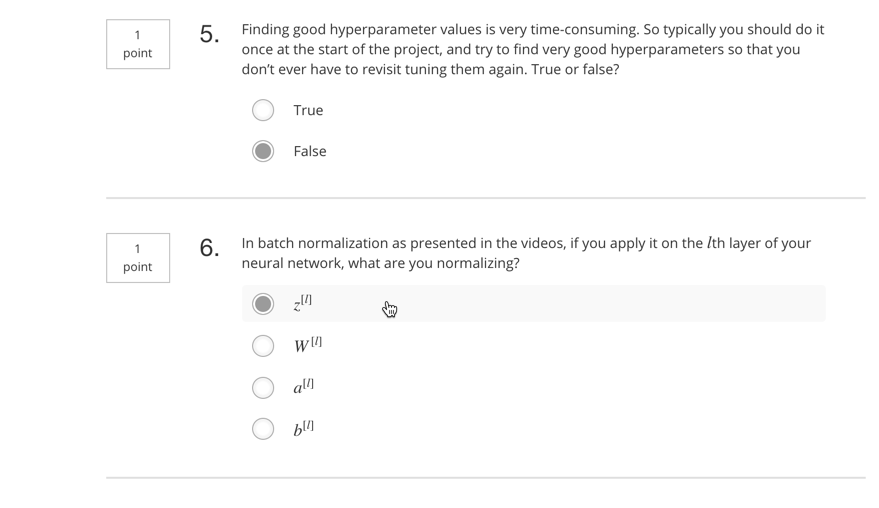 1
point
5.
Finding good hyperparameter values is very time-consuming. So typically you should do it
once at the start of the project, and try to find very good hyperparameters so that you
don't ever have to revisit tuning them again. True or false?
True
False
1
point
6.
In batch normalization as presented in the videos, if you apply it on the lth layer of your
neural network, what are you normalizing?
z[l]
W[l]
a[l]
b[l]